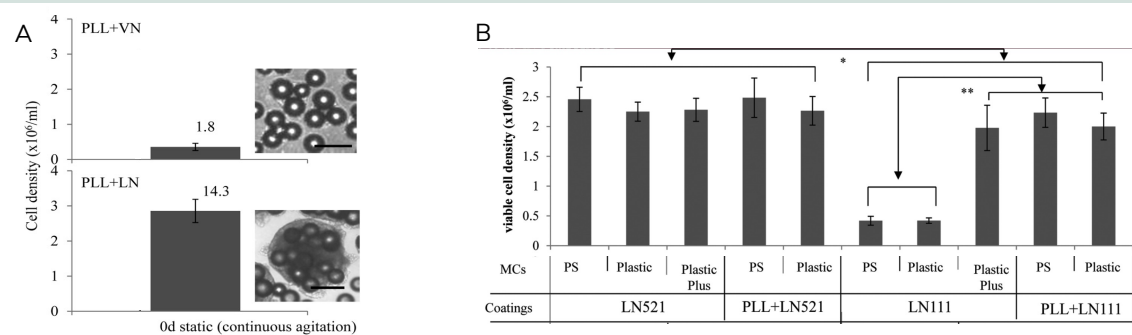 A
4
PLL+VN
3
2
1.8
1
0
4
PLL+LN
14.3
3
2
1
0
Cell density (x10⁶/ml)
0d static (continuous agitation)
B
*
**
3
2.5
2
1.5
1
0.5
0
viable cell density (x10⁶/ml)
MCs PS Plastic Plastic Plus PS Plastic PS Plastic Plastic Plus PS Plastic
Coatings LN521 PLL+LN521 LN111 PLL+LN111